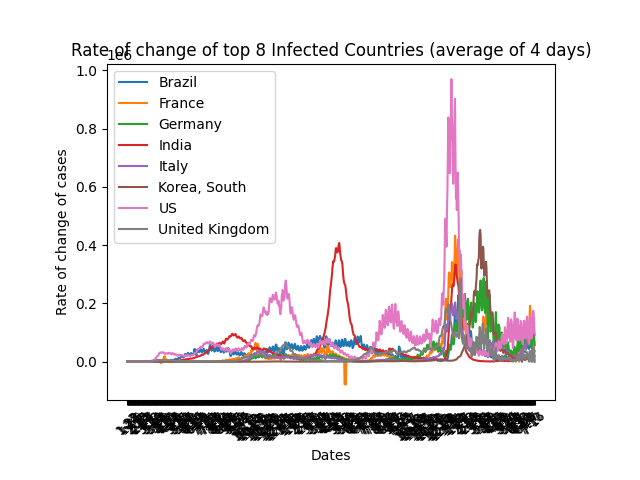 Rate of change of top 8 Infected Countries (average of 4 days)
1e6
1.0
0.8
0.6
0.4
0.2
0.0
Rate of change of cases
Brazil
France
Germany
India
Italy
Korea, South
US
United Kingdom
Dates